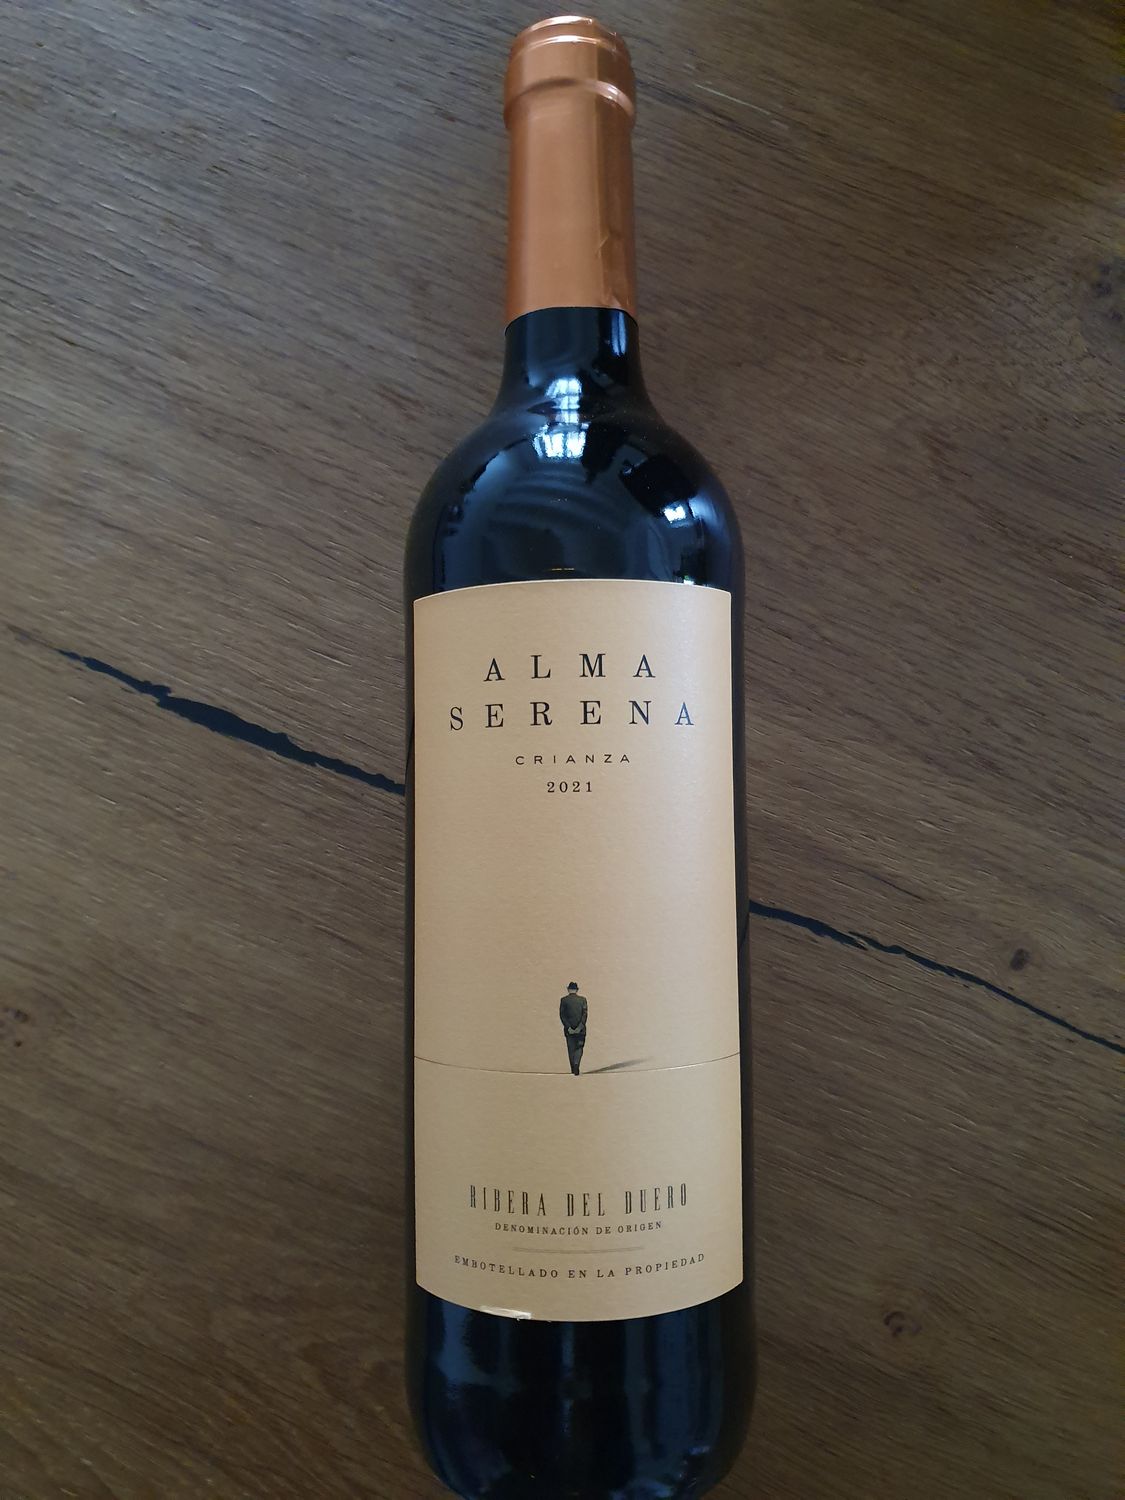 ALMA
SERENA
CRIANZA
2021
RIBERA DEL DUERO
DENOMINACIÓN DE ORIGEN
EMBOTELLADO EN LA PROPIEDAD